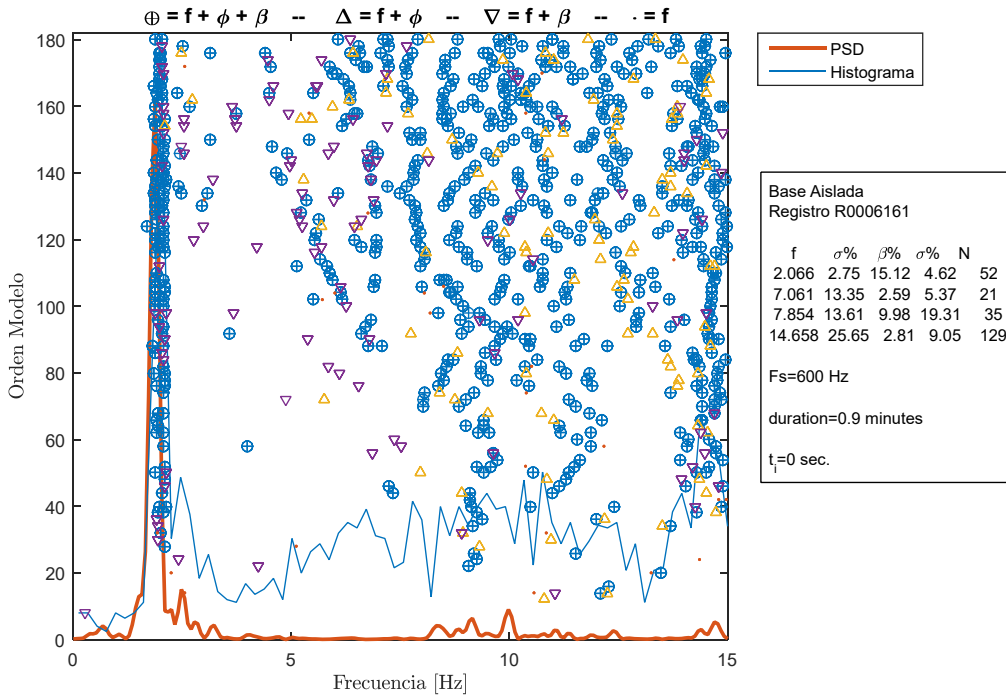 ⊕ = f + ϕ + β -- Δ = f + ϕ -- ∇ = f + β -- · = f
180
160
140
120
100
80
60
40
20
0
Orden Modelo
0 5 10 15
Frecuencia [Hz]
PSD
Histograma
Base Aislada
Registro R0006161
f σ% β% σ% N
2.066 2.75 15.12 4.62 52
7.061 13.35 2.59 5.37 21
7.854 13.61 9.98 19.31 35
14.658 25.65 2.81 9.05 129
Fs=600 Hz
duration=0.9 minutes
t_i=0 sec.